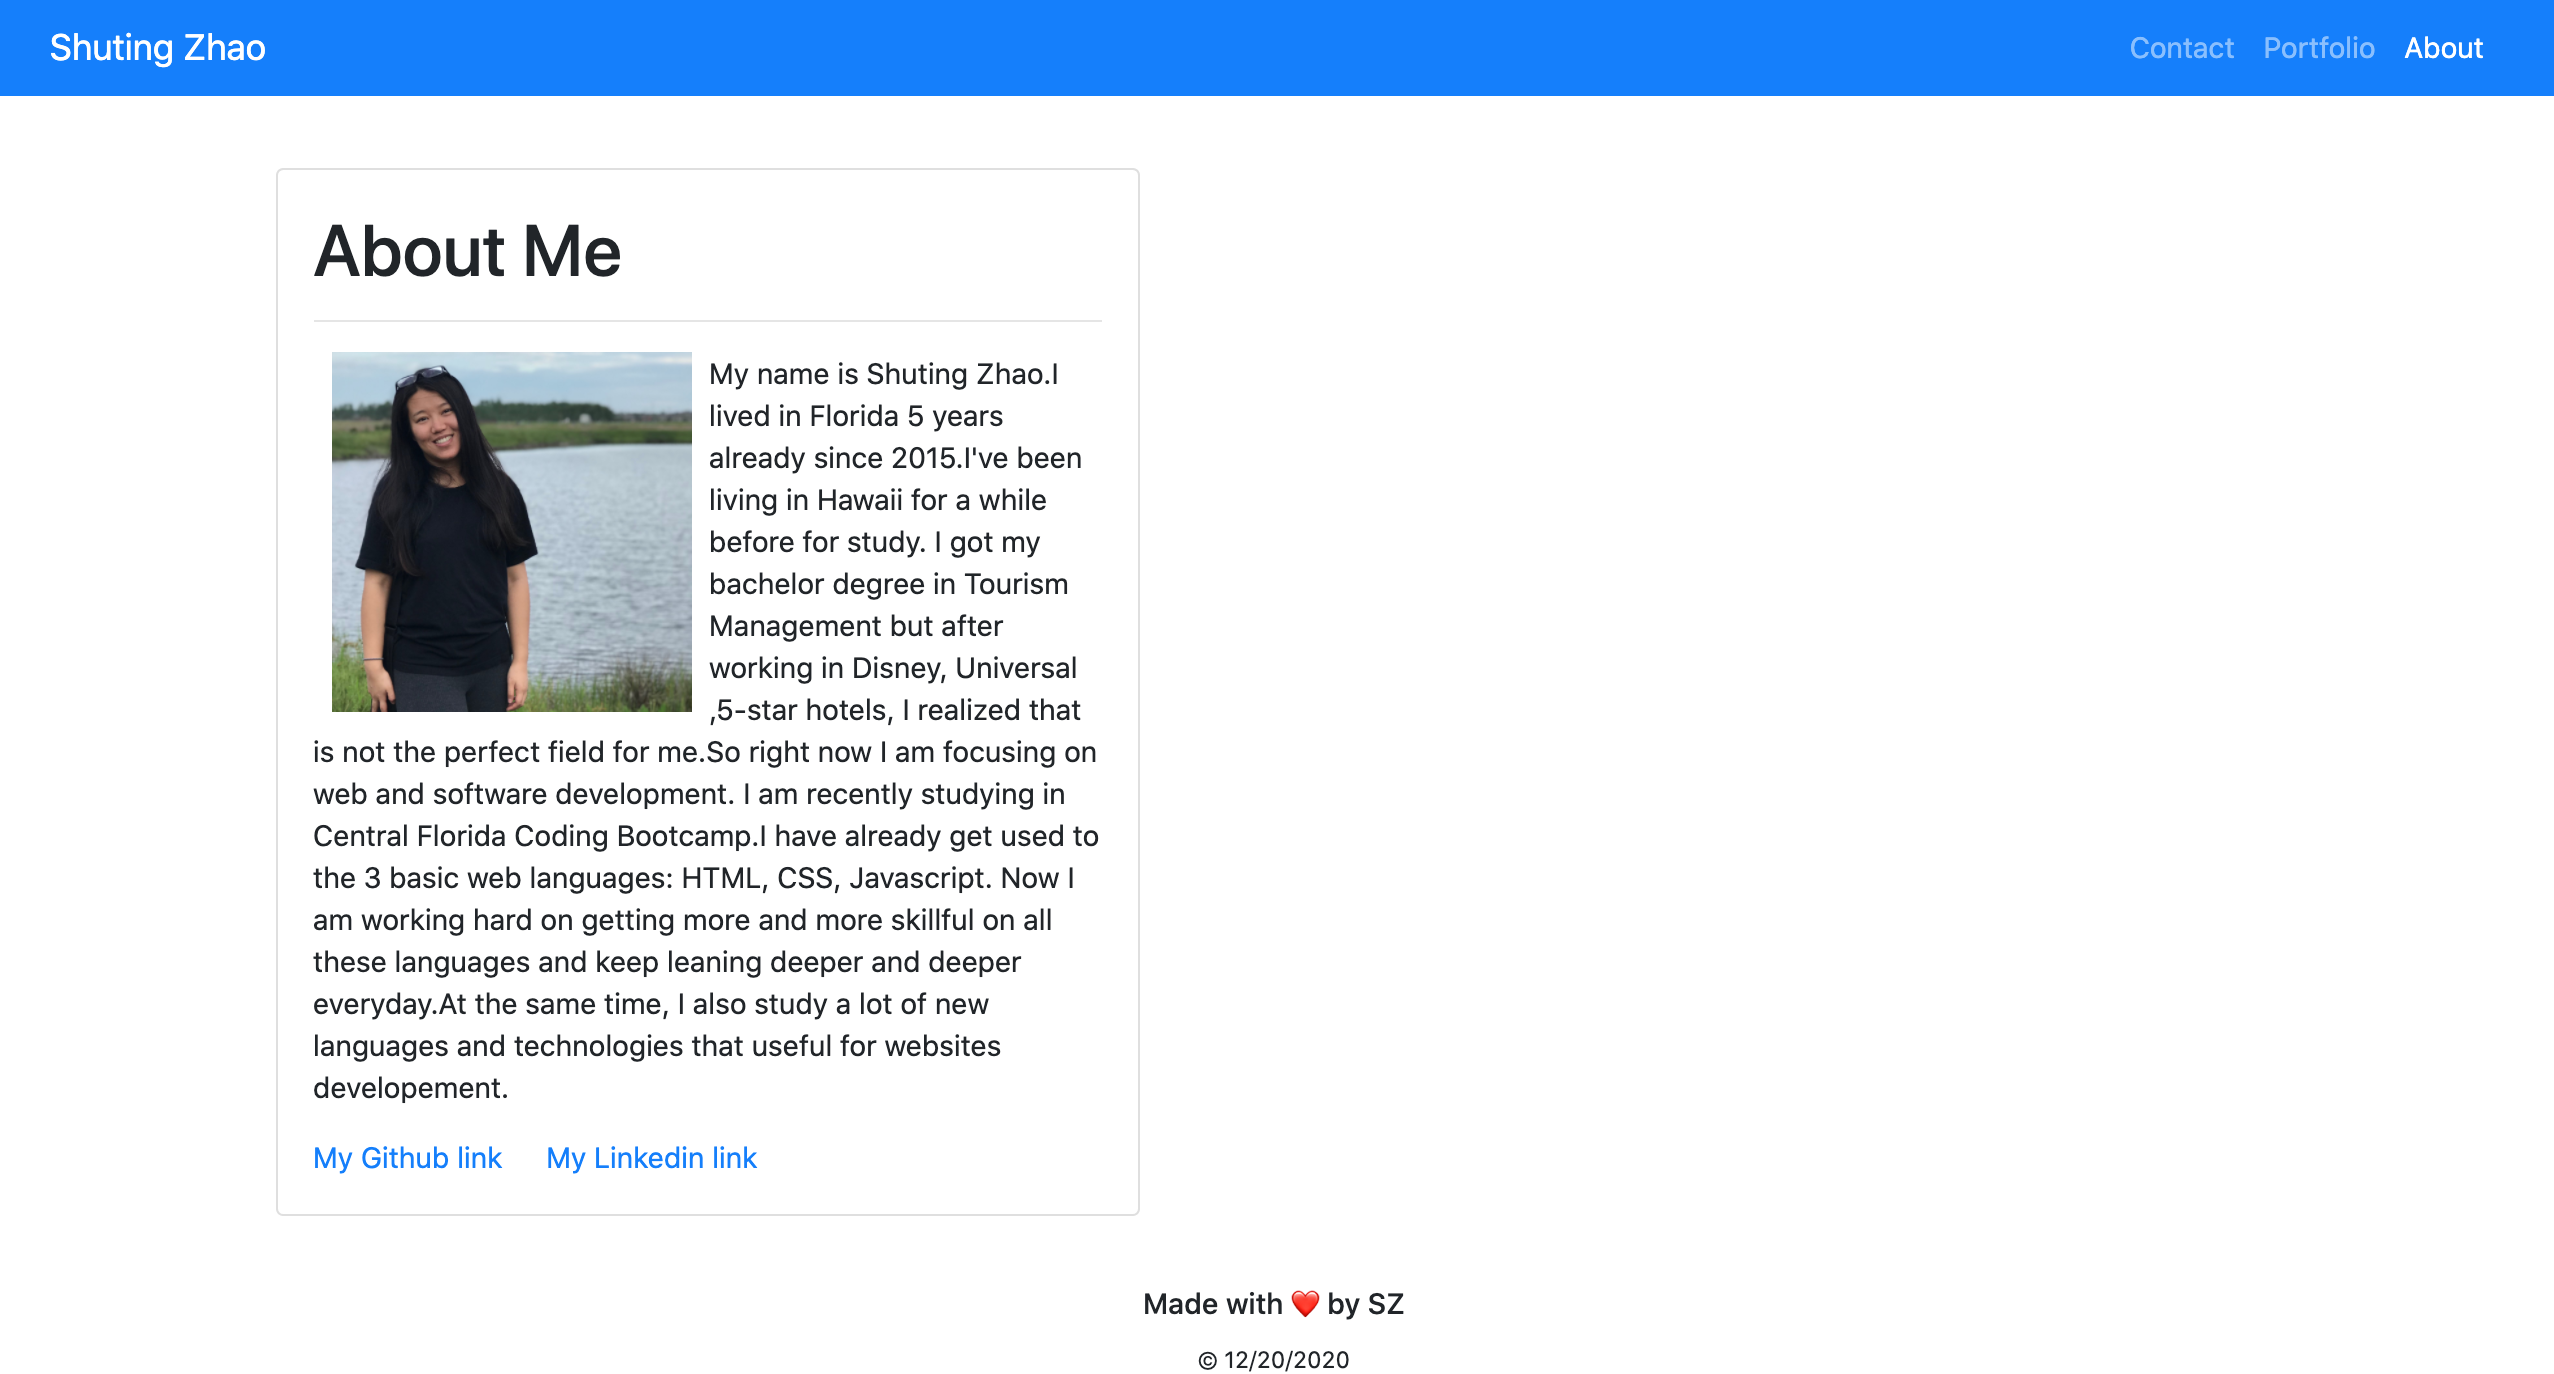 Shuting Zhao
Contact Portfolio About
About Me
My name is Shuting Zhao.I
lived in Florida 5 years
already since 2015.I've been
living in Hawaii for a while
before for study. I got my
bachelor degree in Tourism
Management but after
working in Disney, Universal
,5-star hotels, I realized that
is not the perfect field for me.So right now I am focusing on
web and software development. I am recently studying in
Central Florida Coding Bootcamp.I have already get used to
the 3 basic web languages: HTML, CSS, Javascript. Now I
am working hard on getting more and more skillful on all
these languages and keep leaning deeper and deeper
everyday.At the same time, I also study a lot of new
languages and technologies that useful for websites
developement.
My Github link My Linkedin link
Made with ❤️ by SZ
© 12/20/2020